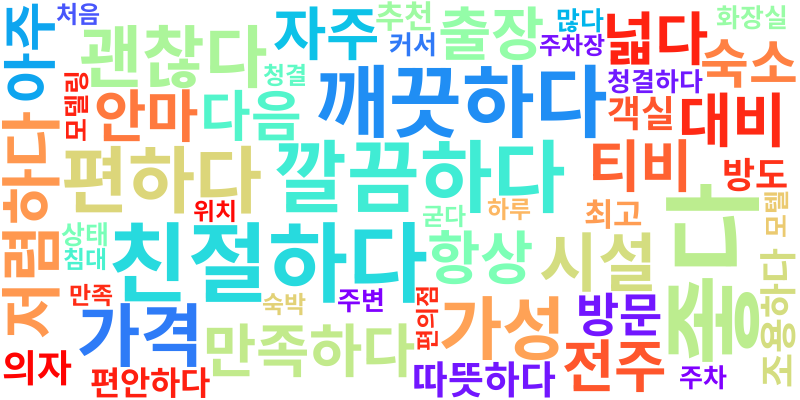 처음
아주
괜찮다
자주
추천
커서
출장
많다
주차장
넓다
화장실
숙소
청결
모델링
안마
다음
깨끗하다
청결하다
객실
대비
저렴하다
편하다
깔끔하다
티비
방도
위치
굳다
하루
최고
좋다
모텔
상태
침대
친절하다
항상
시설
조용하다
만족
가격
숙박
주변
편의점
가성
방문
만족하다
의자
편안하다
따뜻하다
전주
주차